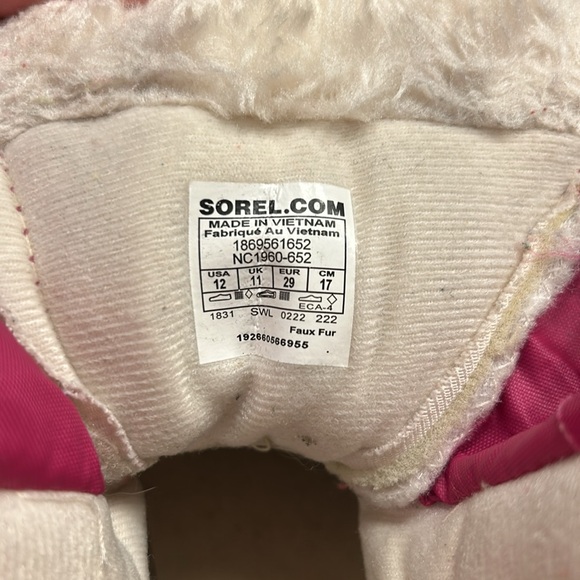 SOREL.COM
MADE IN VIETNAM
Fabriqué Au Vietnam
1869561652
NC1960-652
USA UK EUR CM
12 11 29 17
ECA-4
1831 SWL 0222 222
Faux Fur
192660566955